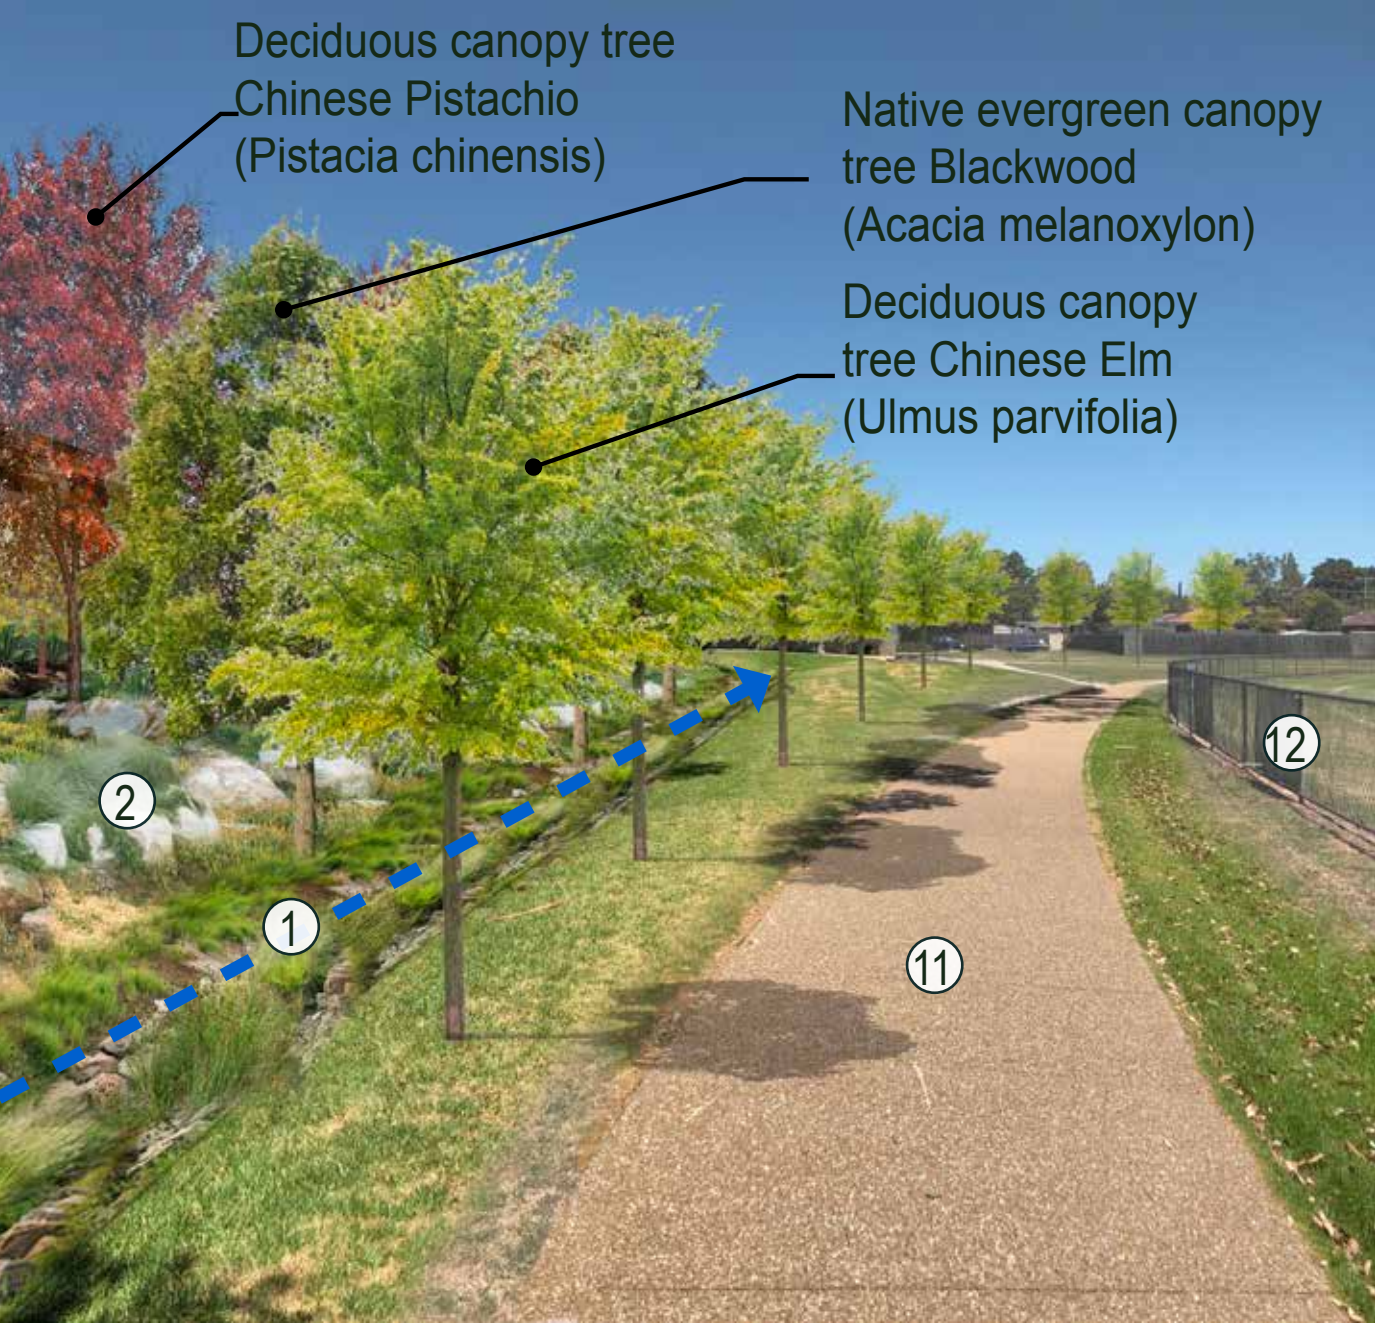 Deciduous canopy tree
Chinese Pistachio
(Pistacia chinensis)
Native evergreen canopy
tree Blackwood
(Acacia melanoxylon)
Deciduous canopy
tree Chinese Elm
(Ulmus parvifolia)
12
2
1
11